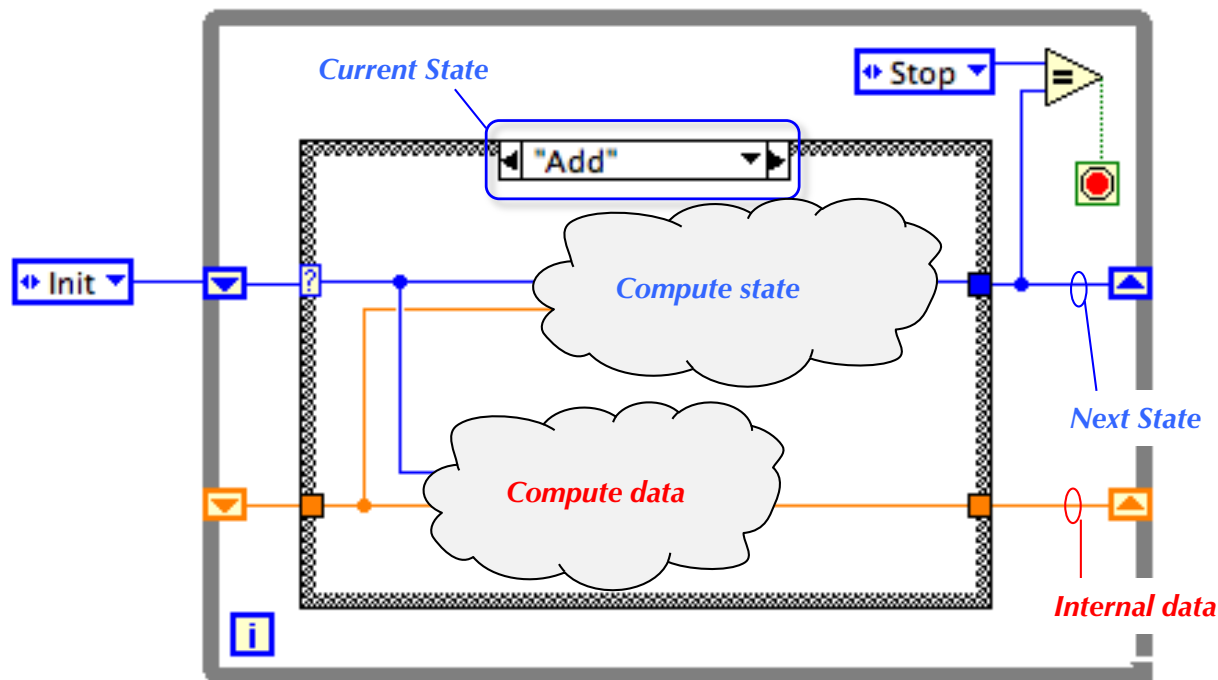 Current State
Stop
=
"Add"
?
Init
Compute state
Next State
Compute data
Internal data
i